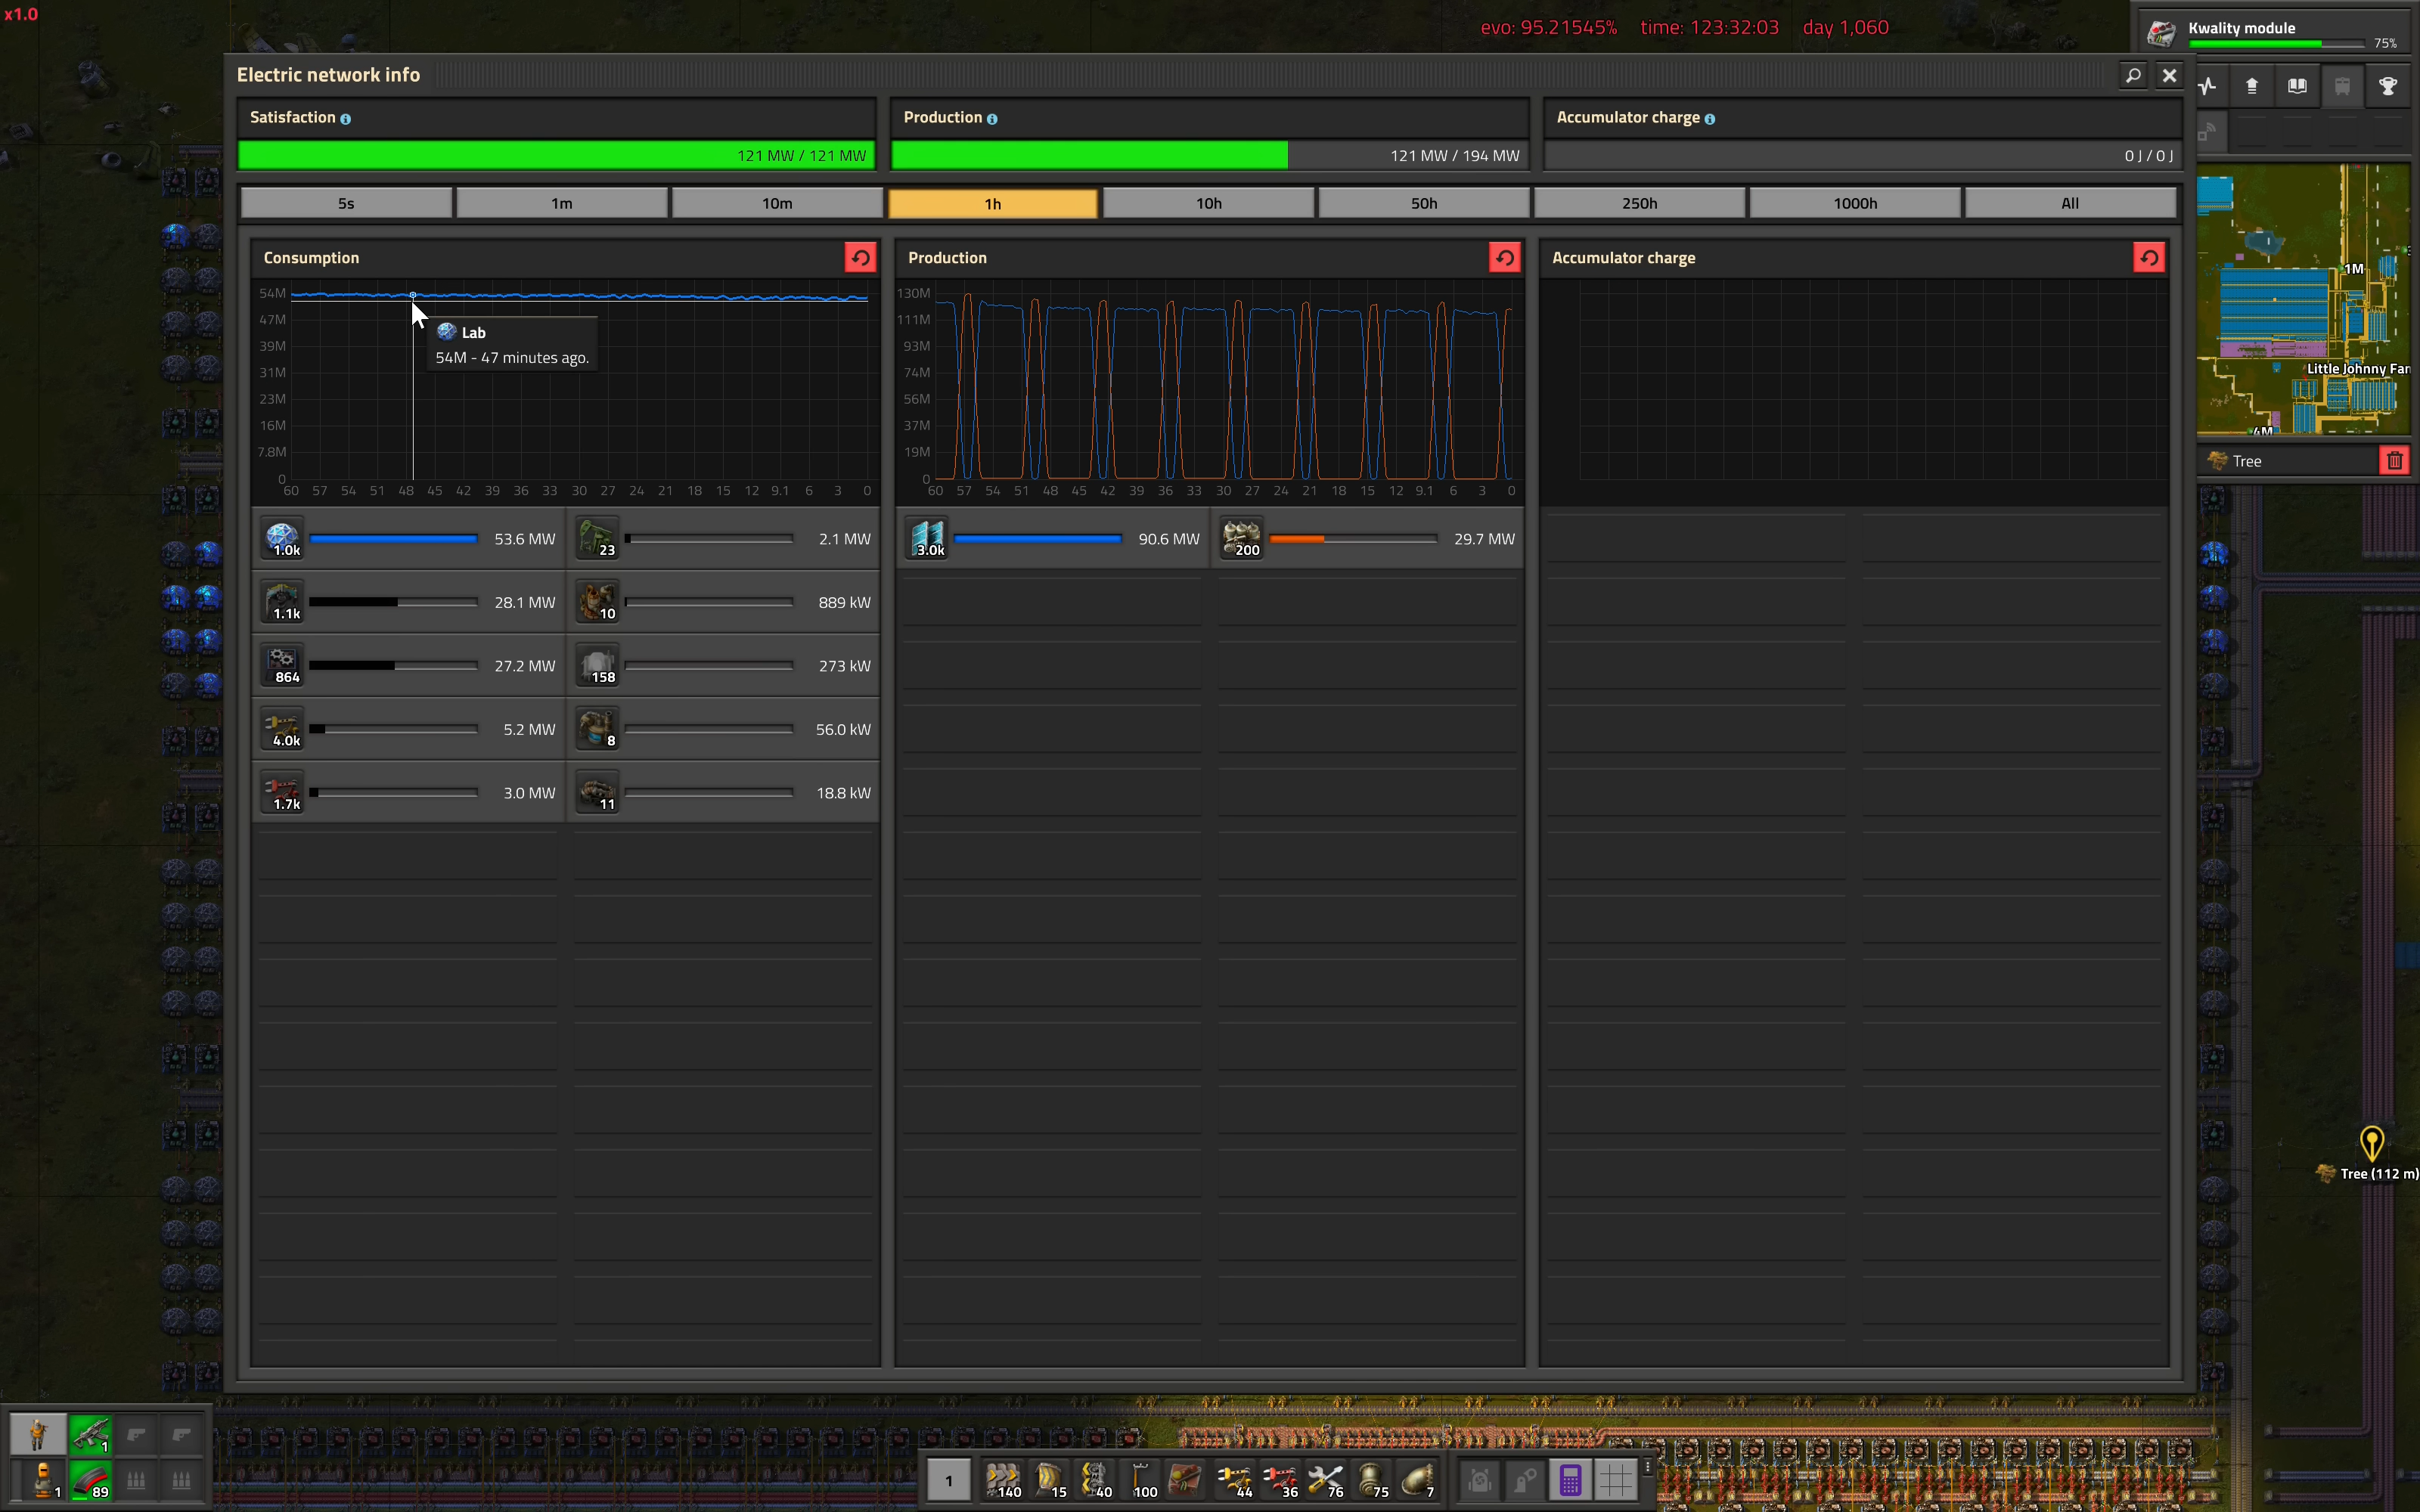 x1.0
evo: 95.21545% time: 123:32:03 day 1,060
Kwality module
75%
Electric network info
Satisfaction
121 MW / 121 MW
Production
121 MW / 194 MW
Accumulator charge
0 J / 0 J
5s 1m 10m 1h 10h 50h 250h 1000h All
Consumption
54M
47M
39M
31M
23M
16M
7.8M
0
60 57 54 51 48 45 42 39 36 33 30 27 24 21 18 15 12 9.1 6 3 0
Lab
54M - 47 minutes ago.
1.0k 53.6 MW 23 2.1 MW
1.1k 28.1 MW 10 889 kW
864 27.2 MW 158 273 kW
4.0k 5.2 MW 8 56.0 kW
1.7k 3.0 MW 11 18.8 kW
Production
130M
111M
93M
74M
56M
37M
19M
0
60 57 54 51 48 45 42 39 36 33 30 27 24 21 18 15 12 9.1 6 3 0
3.0k 90.6 MW 200 29.7 MW
Accumulator charge
1M
Little Johnny Far
4M
Tree
Tree (112 m)
1
1 89
1 140 15 40 100 44 36 76 75 7